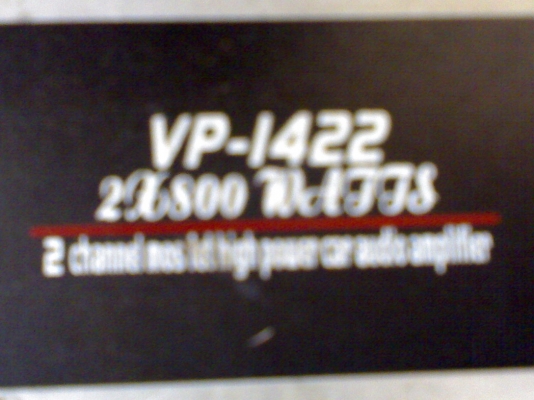 VP-1422
2X800 WATTS
2 channel mos fet high power car audio amplifier